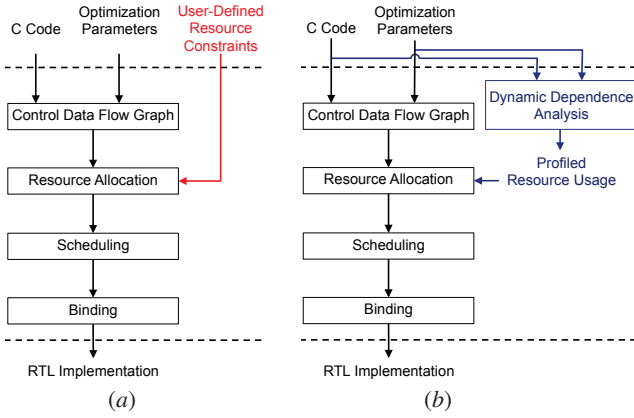 C Code
Optimization
Parameters
User-Defined
Resource
Constraints
Control Data Flow Graph
Resource Allocation
Scheduling
Binding
RTL Implementation
(a)
C Code
Optimization
Parameters
Control Data Flow Graph
Dynamic Dependence
Analysis
Profiled
Resource Usage
Resource Allocation
Scheduling
Binding
RTL Implementation
(b)